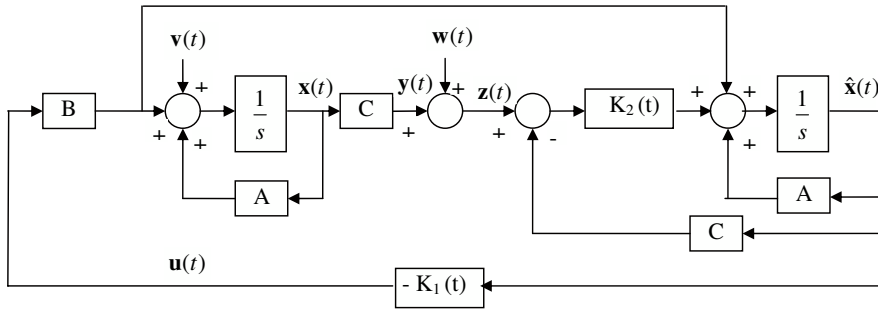 v(t)
w(t)
B
+
+
+
1/s
x(t)
C
y(t)
+
+
z(t)
+
-
K₂(t)
+
+
+
1/s
x̂(t)
A
A
C
u(t)
- K₁(t)